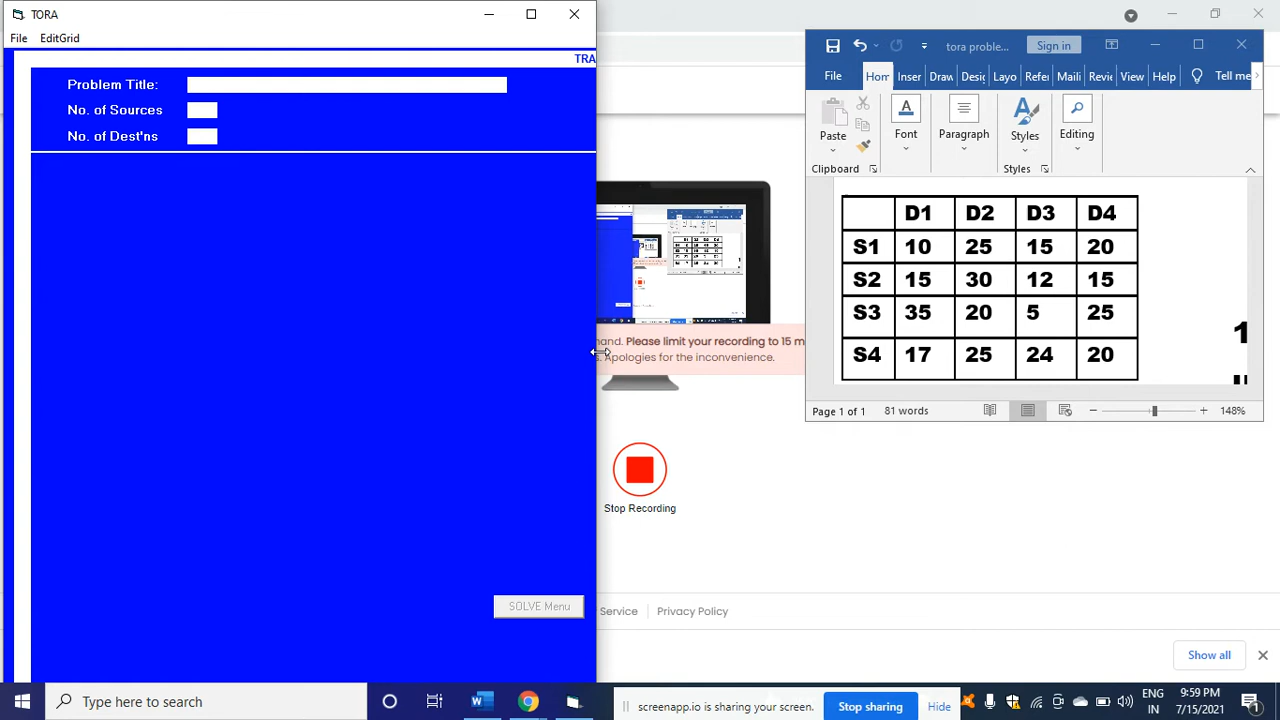 TORA
File EditGrid
TRA
Problem Title:
No. of Sources
No. of Dest'ns
SOLVE Menu
tora proble...
Sign in
File Hom Inser Draw Desig Layo Refer Maili Revie View Help Tell me
Paste
Font
Paragraph
Styles
Editing
Clipboard
Styles
D1 D2 D3 D4
S1 10 25 15 20
S2 15 30 12 15
S3 35 20 5 25
S4 17 25 24 20
Page 1 of 1 81 words 148%
mand. Please limit your recording to 15 m
s. Apologies for the inconvenience.
Stop Recording
Service Privacy Policy
Show all
Type here to search
screenapp.io is sharing your screen. Stop sharing Hide
ENG
IN
9:59 PM
7/15/2021
1